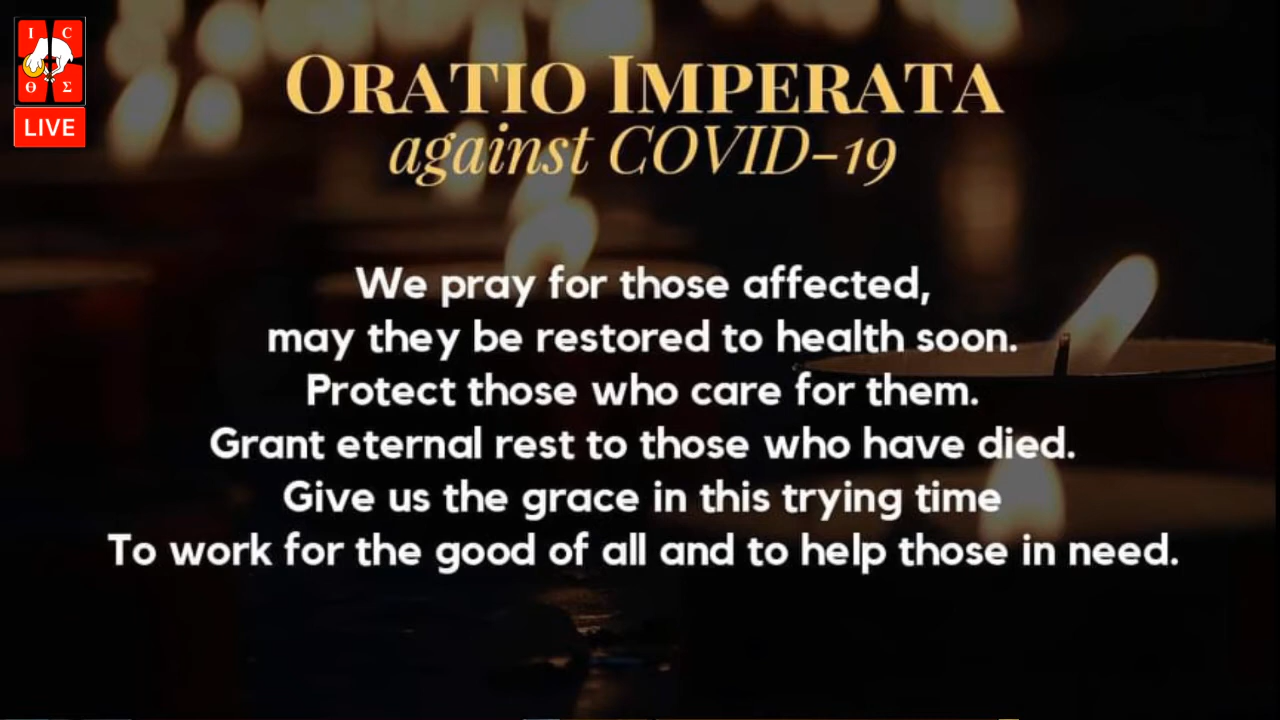 I C
Θ Σ
LIVE
ORATIO IMPERATA
against COVID-19
We pray for those affected,
may they be restored to health soon.
Protect those who care for them.
Grant eternal rest to those who have died.
Give us the grace in this trying time
To work for the good of all and to help those in need.